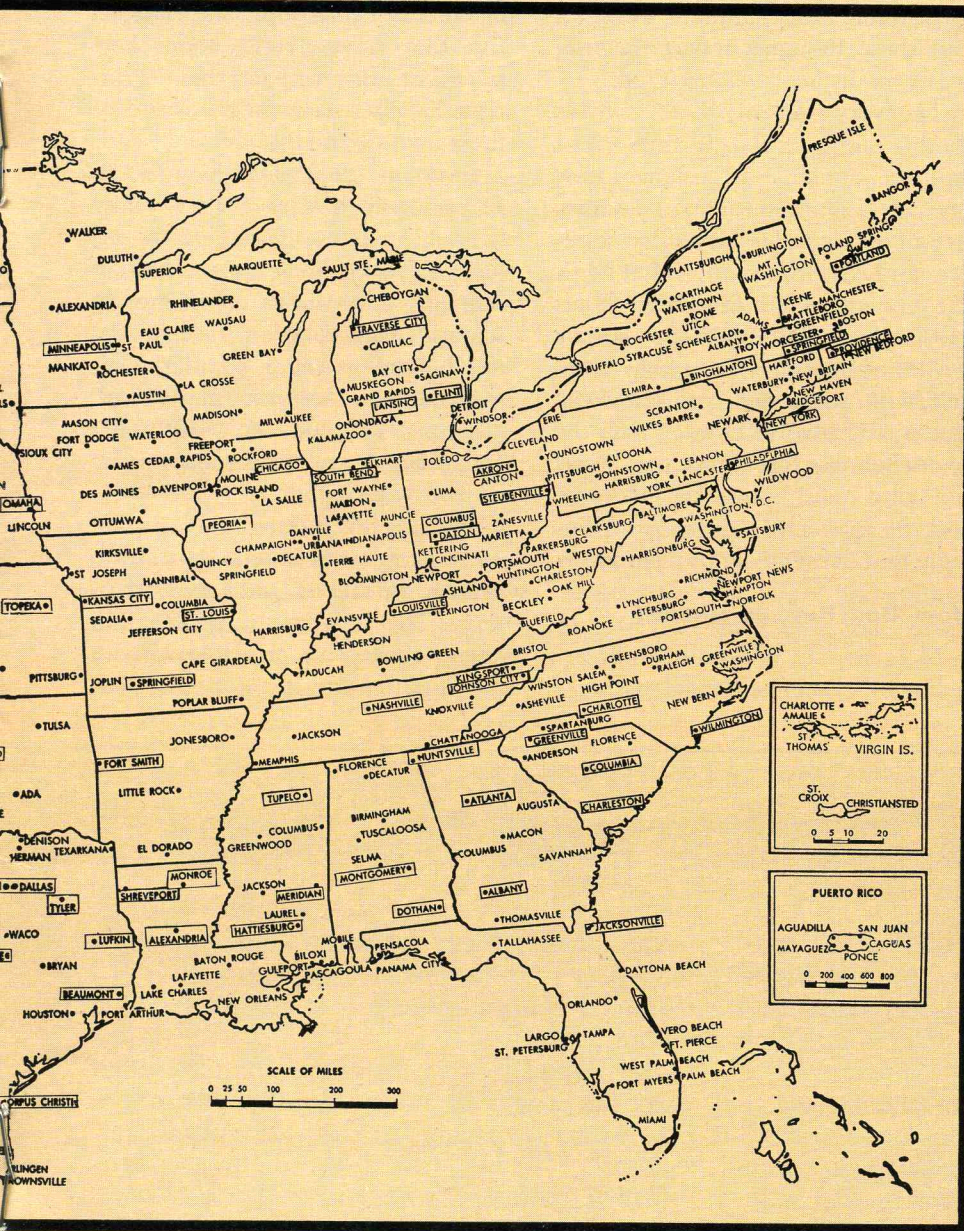 PRESQUE ISLE
BANGOR
POLAND SPRING
PORTLAND
WALKER
DULUTH
SUPERIOR
MARQUETTE
SAULT STE. MARIE
PLATTSBURGH
BURLINGTON
MT.
WASHINGTON
CHEBOYGAN
CARTHAGE
WATERTOWN
ALEXANDRIA
RHINELANDER
TRAVERSE CITY
ROME
UTICA
ADAMS
KEENE
MANCHESTER
BRATTLEBORO
GREENFIELD
BOSTON
EAU CLAIRE
WAUSAU
ROCHESTER
SYRACUSE
SCHENECTADY
ALBANY
TROY
WORCESTER
SPRINGFIELD
PROVIDENCE
NEW BEDFORD
MINNEAPOLIS
ST PAUL
GREEN BAY
CADILLAC
BUFFALO
BINGHAMTON
HARTFORD
NEW BRITAIN
WATERBURY
NEW HAVEN
BRIDGEPORT
MANKATO
ROCHESTER
LA CROSSE
BAY CITY
SAGINAW
MUSKEGON
GRAND RAPIDS
FLINT
LANSING
ELMIRA
AUSTIN
MADISON
MILWAUKEE
ONONDAGA
DETROIT
WINDSOR
ERIE
SCRANTON
WILKES BARRE
NEWARK
NEW YORK
MASON CITY
FORT DODGE
WATERLOO
FREEPORT
ROCKFORD
KALAMAZOO
CLEVELAND
SIOUX CITY
AMES
CEDAR RAPIDS
CHICAGO
ELKHART
SOUTH BEND
TOLEDO
AKRON
CANTON
YOUNGSTOWN
PITTSBURGH
ALTOONA
JOHNSTOWN
HARRISBURG
LEBANON
YORK
LANCASTER
PHILADELPHIA
WILDWOOD
DES MOINES
DAVENPORT
MOLINE
ROCK ISLAND
LA SALLE
FORT WAYNE
MARION
LAFAYETTE
LIMA
STEUBENVILLE
WHEELING
OMAHA
LINCOLN
OTTUMWA
PEORIA
MUNCIE
COLUMBUS
DATON
ZANESVILLE
MARIETTA
CLARKSBURG
BALTIMORE
WASHINGTON, D.C.
SALISBURY
KIRKSVILLE
DANVILLE
CHAMPAIGN
URBANA
INDIANAPOLIS
DECATUR
TERRE HAUTE
KETTERING
CINCINNATI
PARKERSBURG
WESTON
HARRISONBURG
ST JOSEPH
HANNIBAL
QUINCY
SPRINGFIELD
BLOOMINGTON
NEWPORT
PORTSMOUTH
HUNTINGTON
CHARLESTON
ASHLAND
OAK HILL
RICHMOND
NEWPORT NEWS
HAMPTON
TOPEKA
KANSAS CITY
COLUMBIA
ST. LOUIS
SEDALIA
JEFFERSON CITY
LOUISVILLE
LEXINGTON
BECKLEY
LYNCHBURG
PETERSBURG
PORTSMOUTH
NORFOLK
HARRISBURG
EVANSVILLE
HENDERSON
BLUEFIELD
ROANOKE
PITTSBURG
JOPLIN
SPRINGFIELD
CAPE GIRARDEAU
PADUCAH
BOWLING GREEN
BRISTOL
KINGSPORT
JOHNSON CITY
GREENSBORO
DURHAM
RALEIGH
GREENVILLE
WASHINGTON
POPLAR BLUFF
WINSTON SALEM
HIGH POINT
NASHVILLE
KNOXVILLE
ASHEVILLE
CHARLOTTE
NEW BERN
TULSA
JONESBORO
JACKSON
CHATTANOOGA
SPARTANBURG
GREENVILLE
ANDERSON
FLORENCE
WILMINGTON
FORT SMITH
MEMPHIS
FLORENCE
DECATUR
HUNTSVILLE
COLUMBIA
ADA
LITTLE ROCK
TUPELO
ATLANTA
AUGUSTA
CHARLESTON
BIRMINGHAM
TUSCALOOSA
COLUMBUS
GREENWOOD
MACON
DENISON
HERMAN
TEXARKANA
EL DORADO
SELMA
MONTGOMERY
COLUMBUS
SAVANNAH
DALLAS
TYLER
SHREVEPORT
MONROE
JACKSON
MERIDIAN
ALBANY
WACO
LUFKIN
ALEXANDRIA
LAUREL
HATTIESBURG
DOTHAN
THOMASVILLE
JACKSONVILLE
BRYAN
BATON ROUGE
LAFAYETTE
MOBILE
BILOXI
GULFPORT
PASCAGOULA
PENSACOLA
PANAMA CITY
TALLAHASSEE
BEAUMONT
LAKE CHARLES
NEW ORLEANS
DAYTONA BEACH
HOUSTON
PORT ARTHUR
ORLANDO
LARGO
ST. PETERSBURG
TAMPA
VERO BEACH
FT. PIERCE
WEST PALM BEACH
PALM BEACH
FORT MYERS
MIAMI
ORPUS CHRISTI
RLINGEN
ROWNSVILLE
SCALE OF MILES
0 25 50 100 200 300
CHARLOTTE
AMALIE
ST
THOMAS
VIRGIN IS.
ST.
CROIX
CHRISTIANSTED
0 5 10 20
PUERTO RICO
AGUADILLA
SAN JUAN
MAYAGUEZ
CAGUAS
PONCE
0 200 400 600 800